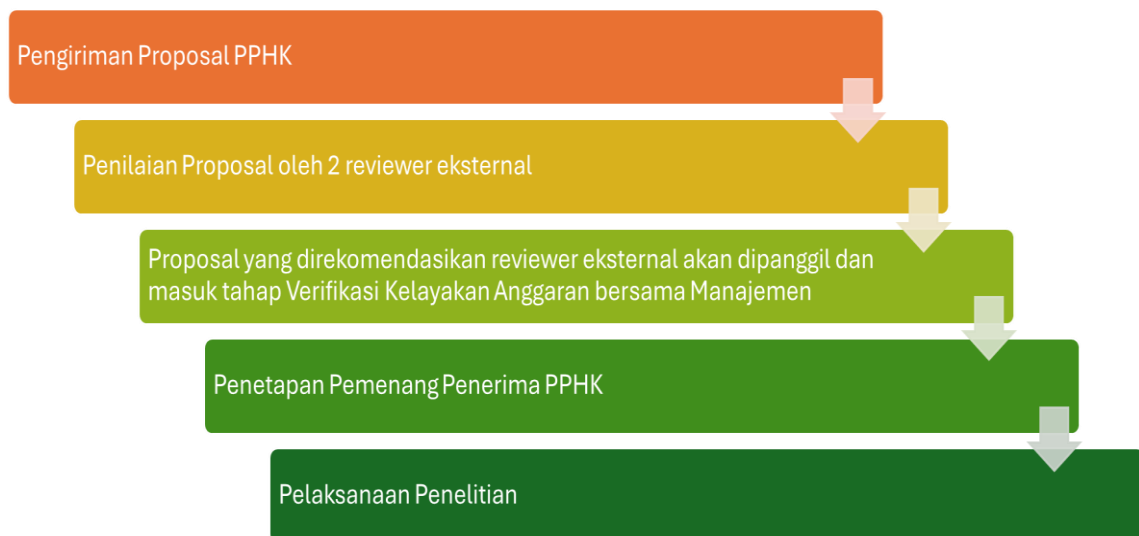 Pengiriman Proposal PPHK
Penilaian Proposal oleh 2 reviewer eksternal
Proposal yang direkomendasikan reviewer eksternal akan dipanggil dan
masuk tahap Verifikasi Kelayakan Anggaran bersama Manajemen
Penetapan Pemenang Penerima PPHK
Pelaksanaan Penelitian